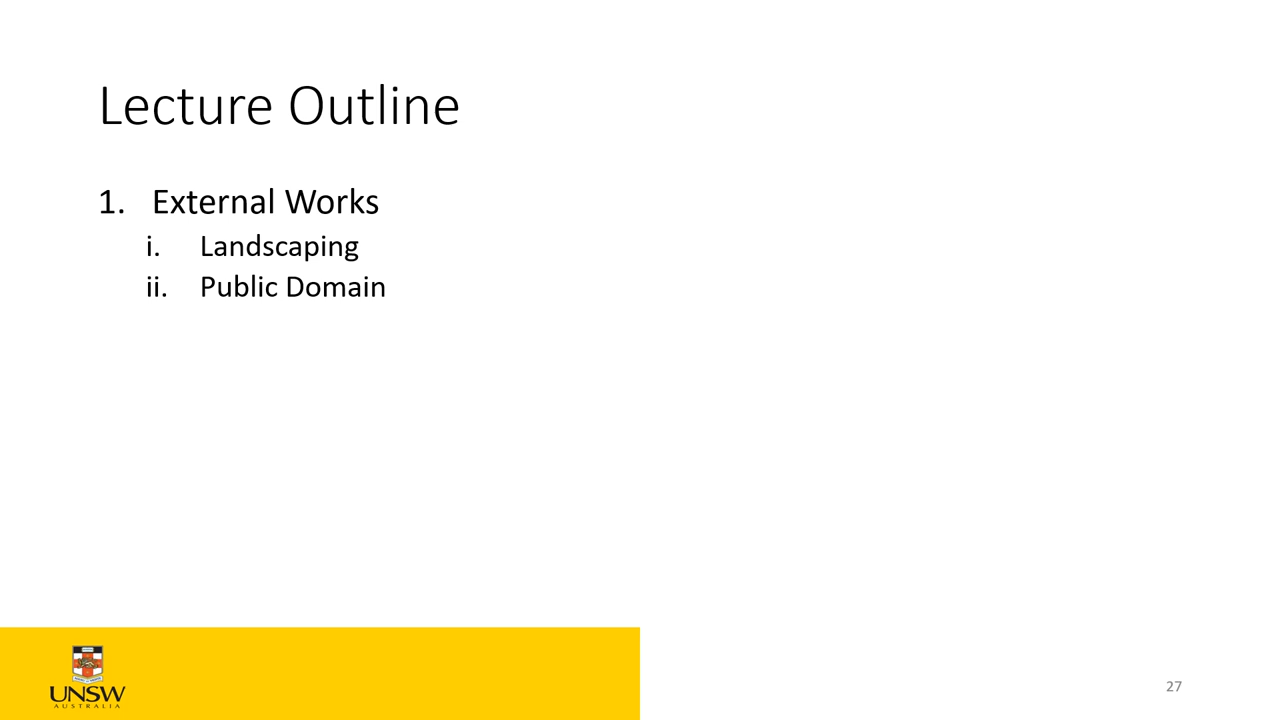 Lecture Outline
1. External Works
i. Landscaping
ii. Public Domain
UNSW
AUSTRALIA
27